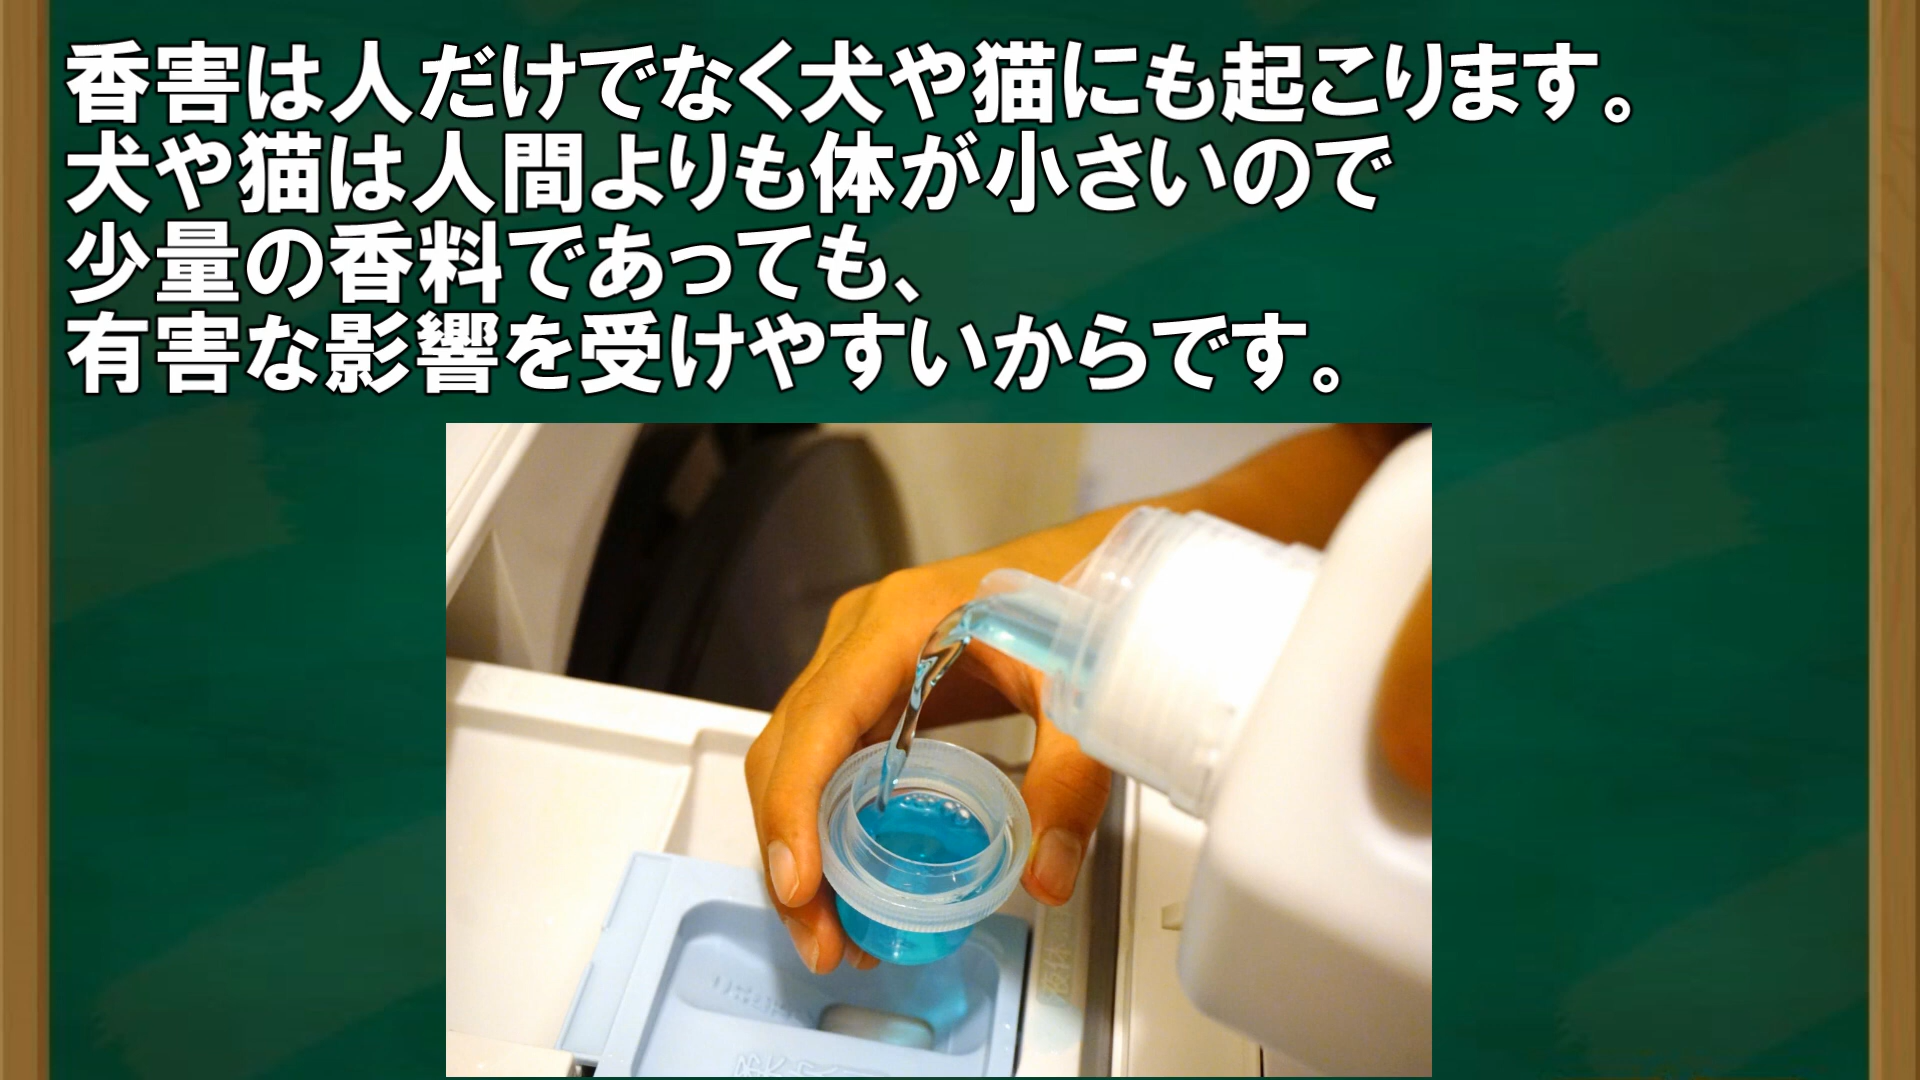 香害は人だけでなく犬や猫にも起こります。
犬や猫は人間よりも体が小さいので
少量の香料であっても、
有害な影響を受けやすいからです。